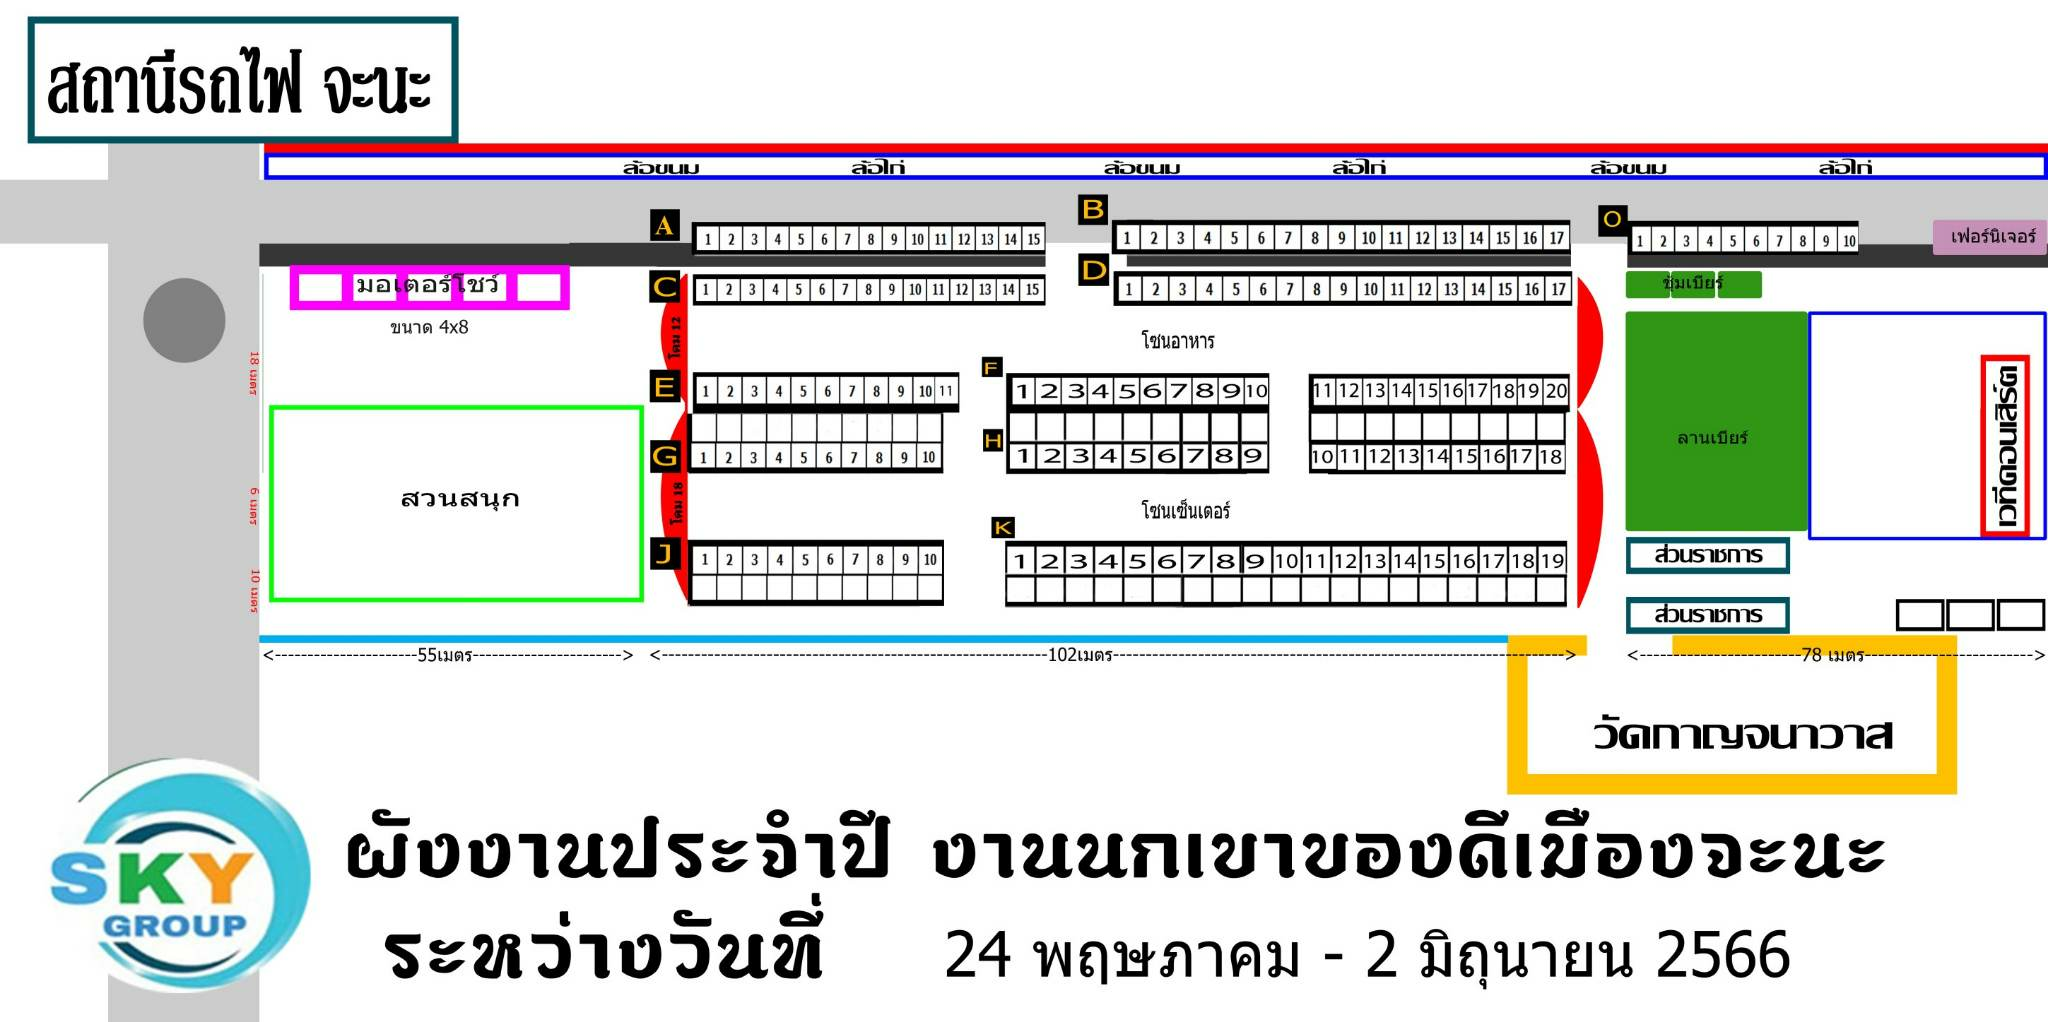 สถานีรถไฟ จะนะ
ล้อขนม ล้อไก่ ล้อขนม ล้อไก่ ล้อขนม ล้อไก่
A 1 2 3 4 5 6 7 8 9 10 11 12 13 14 15
B 1 2 3 4 5 6 7 8 9 10 11 12 13 14 15 16 17
O 1 2 3 4 5 6 7 8 9 10
เฟอร์นิเจอร์
มอเตอร์โชว์
ขนาด 4x8
C 1 2 3 4 5 6 7 8 9 10 11 12 13 14 15
D 1 2 3 4 5 6 7 8 9 10 11 12 13 14 15 16 17
ซุ้มเบียร์
โดม 12
โซนอาหาร
18 เมตร
E 1 2 3 4 5 6 7 8 9 10 11
F 1 2 3 4 5 6 7 8 9 10 11 12 13 14 15 16 17 18 19 20
G 1 2 3 4 5 6 7 8 9 10
H 1 2 3 4 5 6 7 8 9 10 11 12 13 14 15 16 17 18
ลานเบียร์
เวทีคอนเสิร์ต
สวนสนุก
6 เมตร
โดม 18
โซนเซ็นเตอร์
J 1 2 3 4 5 6 7 8 9 10
K 1 2 3 4 5 6 7 8 9 10 11 12 13 14 15 16 17 18 19
10 เมตร
ส่วนราชการ
ส่วนราชการ
55เมตร 102เมตร 78 เมตร
วัดกาญจนาวาส
SKY
GROUP
ผังงานประจำปี งานนกเขาของดีเมืองจะนะ
ระหว่างวันที่ 24 พฤษภาคม - 2 มิถุนายน 2566